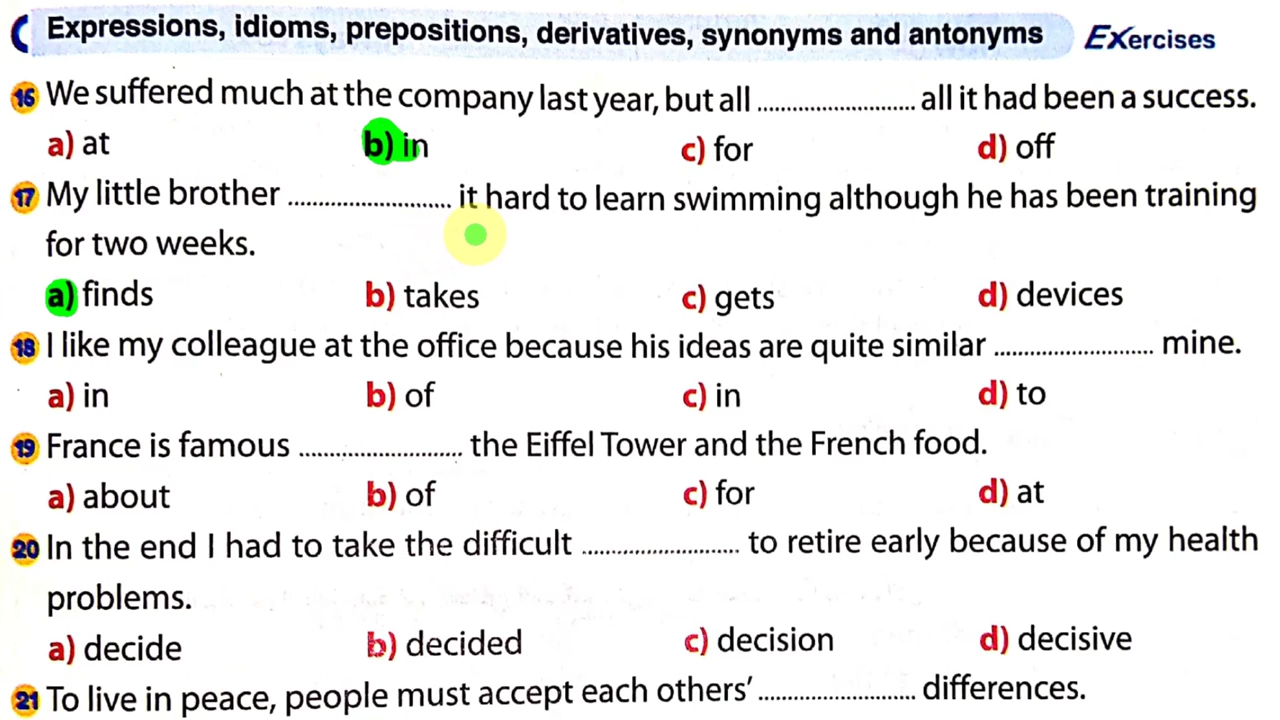 Expressions, idioms, prepositions, derivatives, synonyms and antonyms Exercises
16 We suffered much at the company last year, but all ........................ all it had been a success.
a) at b) in c) for d) off
17 My little brother ......................... it hard to learn swimming although he has been training
for two weeks.
a) finds b) takes c) gets d) devices
18 I like my colleague at the office because his ideas are quite similar ........................ mine.
a) in b) of c) in d) to
19 France is famous ......................... the Eiffel Tower and the French food.
a) about b) of c) for d) at
20 In the end I had to take the difficult ........................ to retire early because of my health
problems.
a) decide b) decided c) decision d) decisive
21 To live in peace, people must accept each others' ........................ differences.